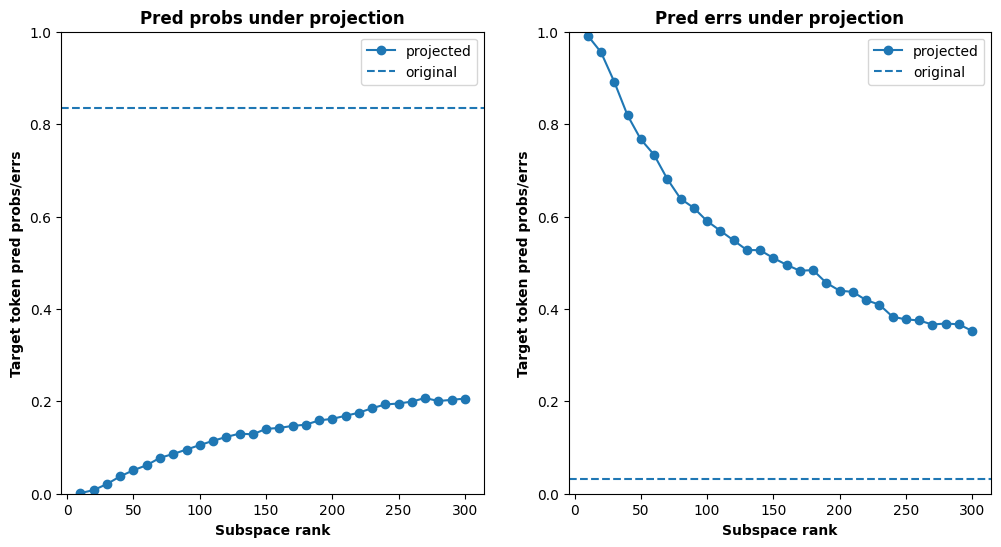 Pred probs under projection
projected
original
Target token pred probs/errs
1.0
0.8
0.6
0.4
0.2
0.0
0 50 100 150 200 250 300
Subspace rank
Pred errs under projection
projected
original
Target token pred probs/errs
1.0
0.8
0.6
0.4
0.2
0.0
0 50 100 150 200 250 300
Subspace rank